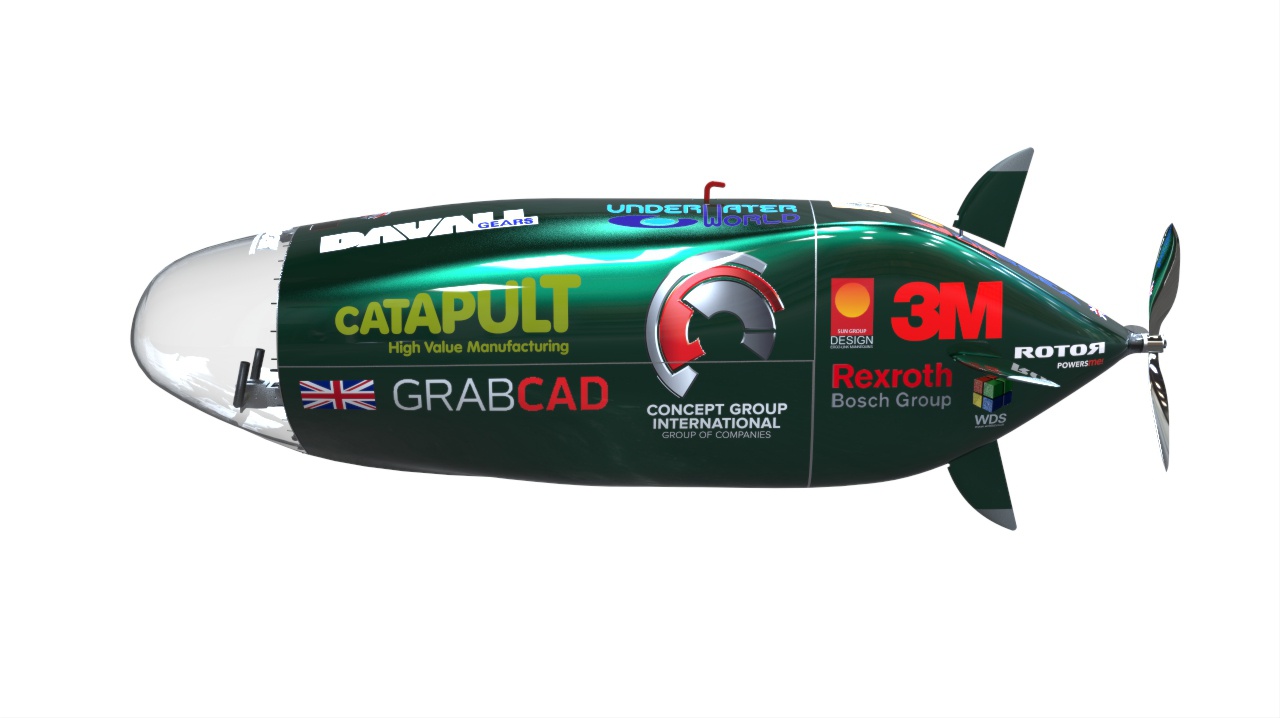 DAVALL
GEARS
UNDERWATER
WORLD
CATAPULT
High Value Manufacturing
GRABCAD
CONCEPT GROUP
INTERNATIONAL
GROUP OF COMPANIES
SUN GROUP
DESIGN
3M
Rexroth
Bosch Group
WDS
ROTOR
POWERSme!